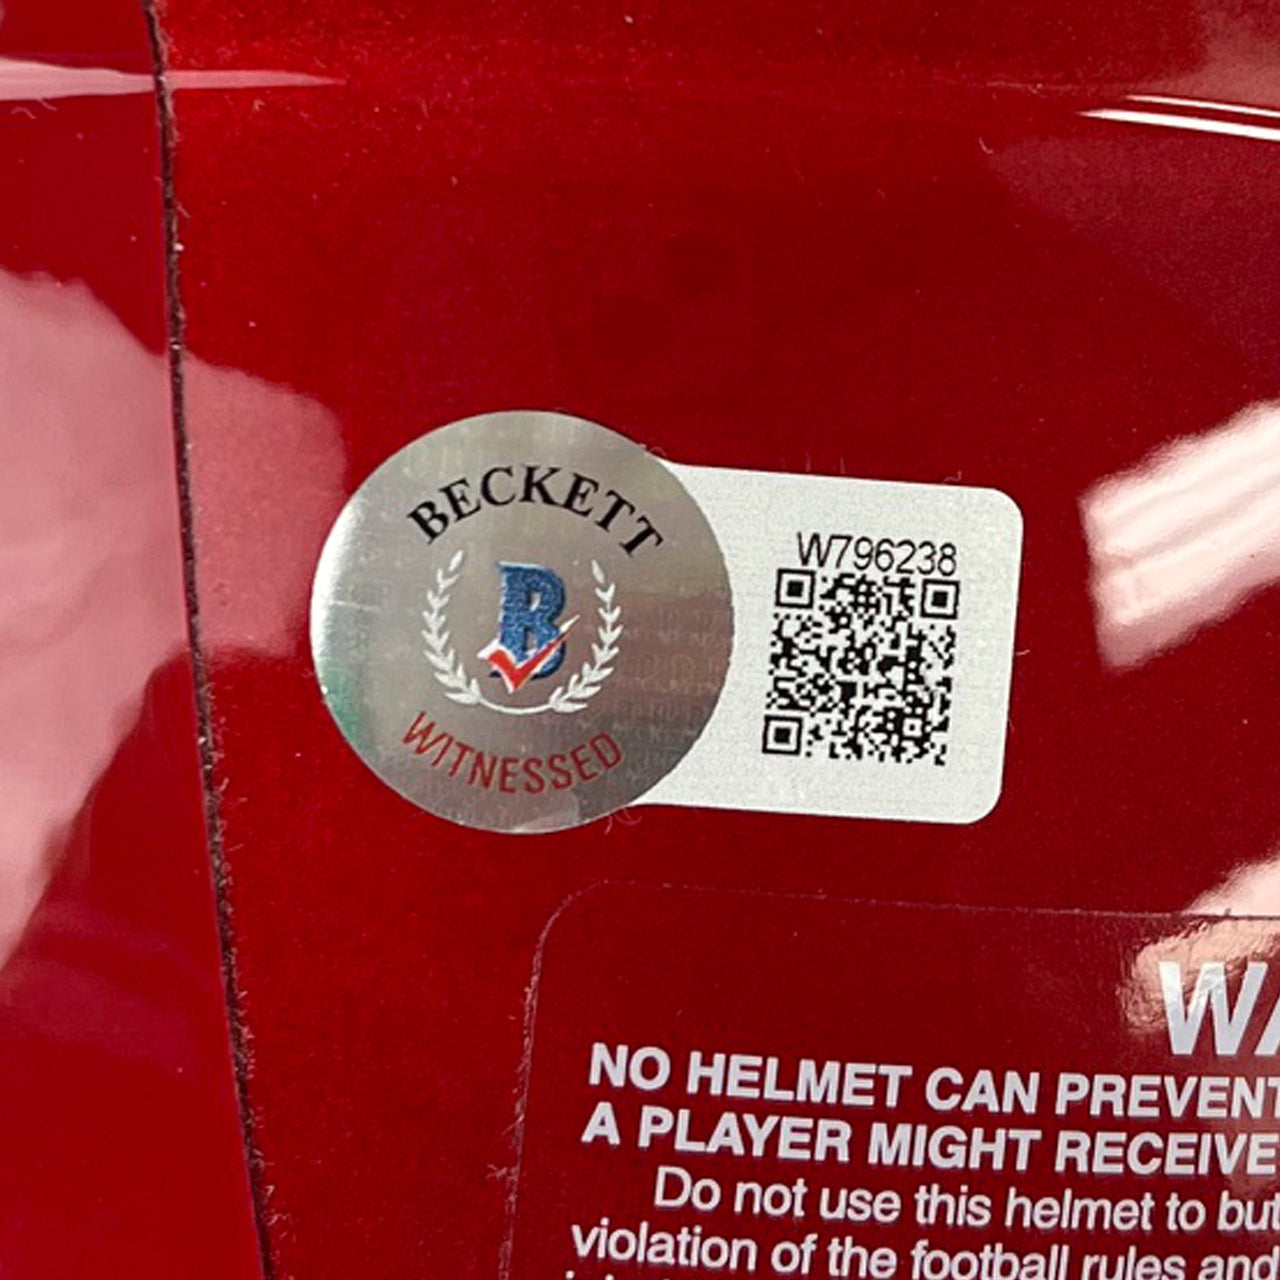 BECKETT
B
WITNESSED
W796238
NO HELMET CAN PREVENT
A PLAYER MIGHT RECEIVE
Do not use this helmet to but
violation of the football rules and